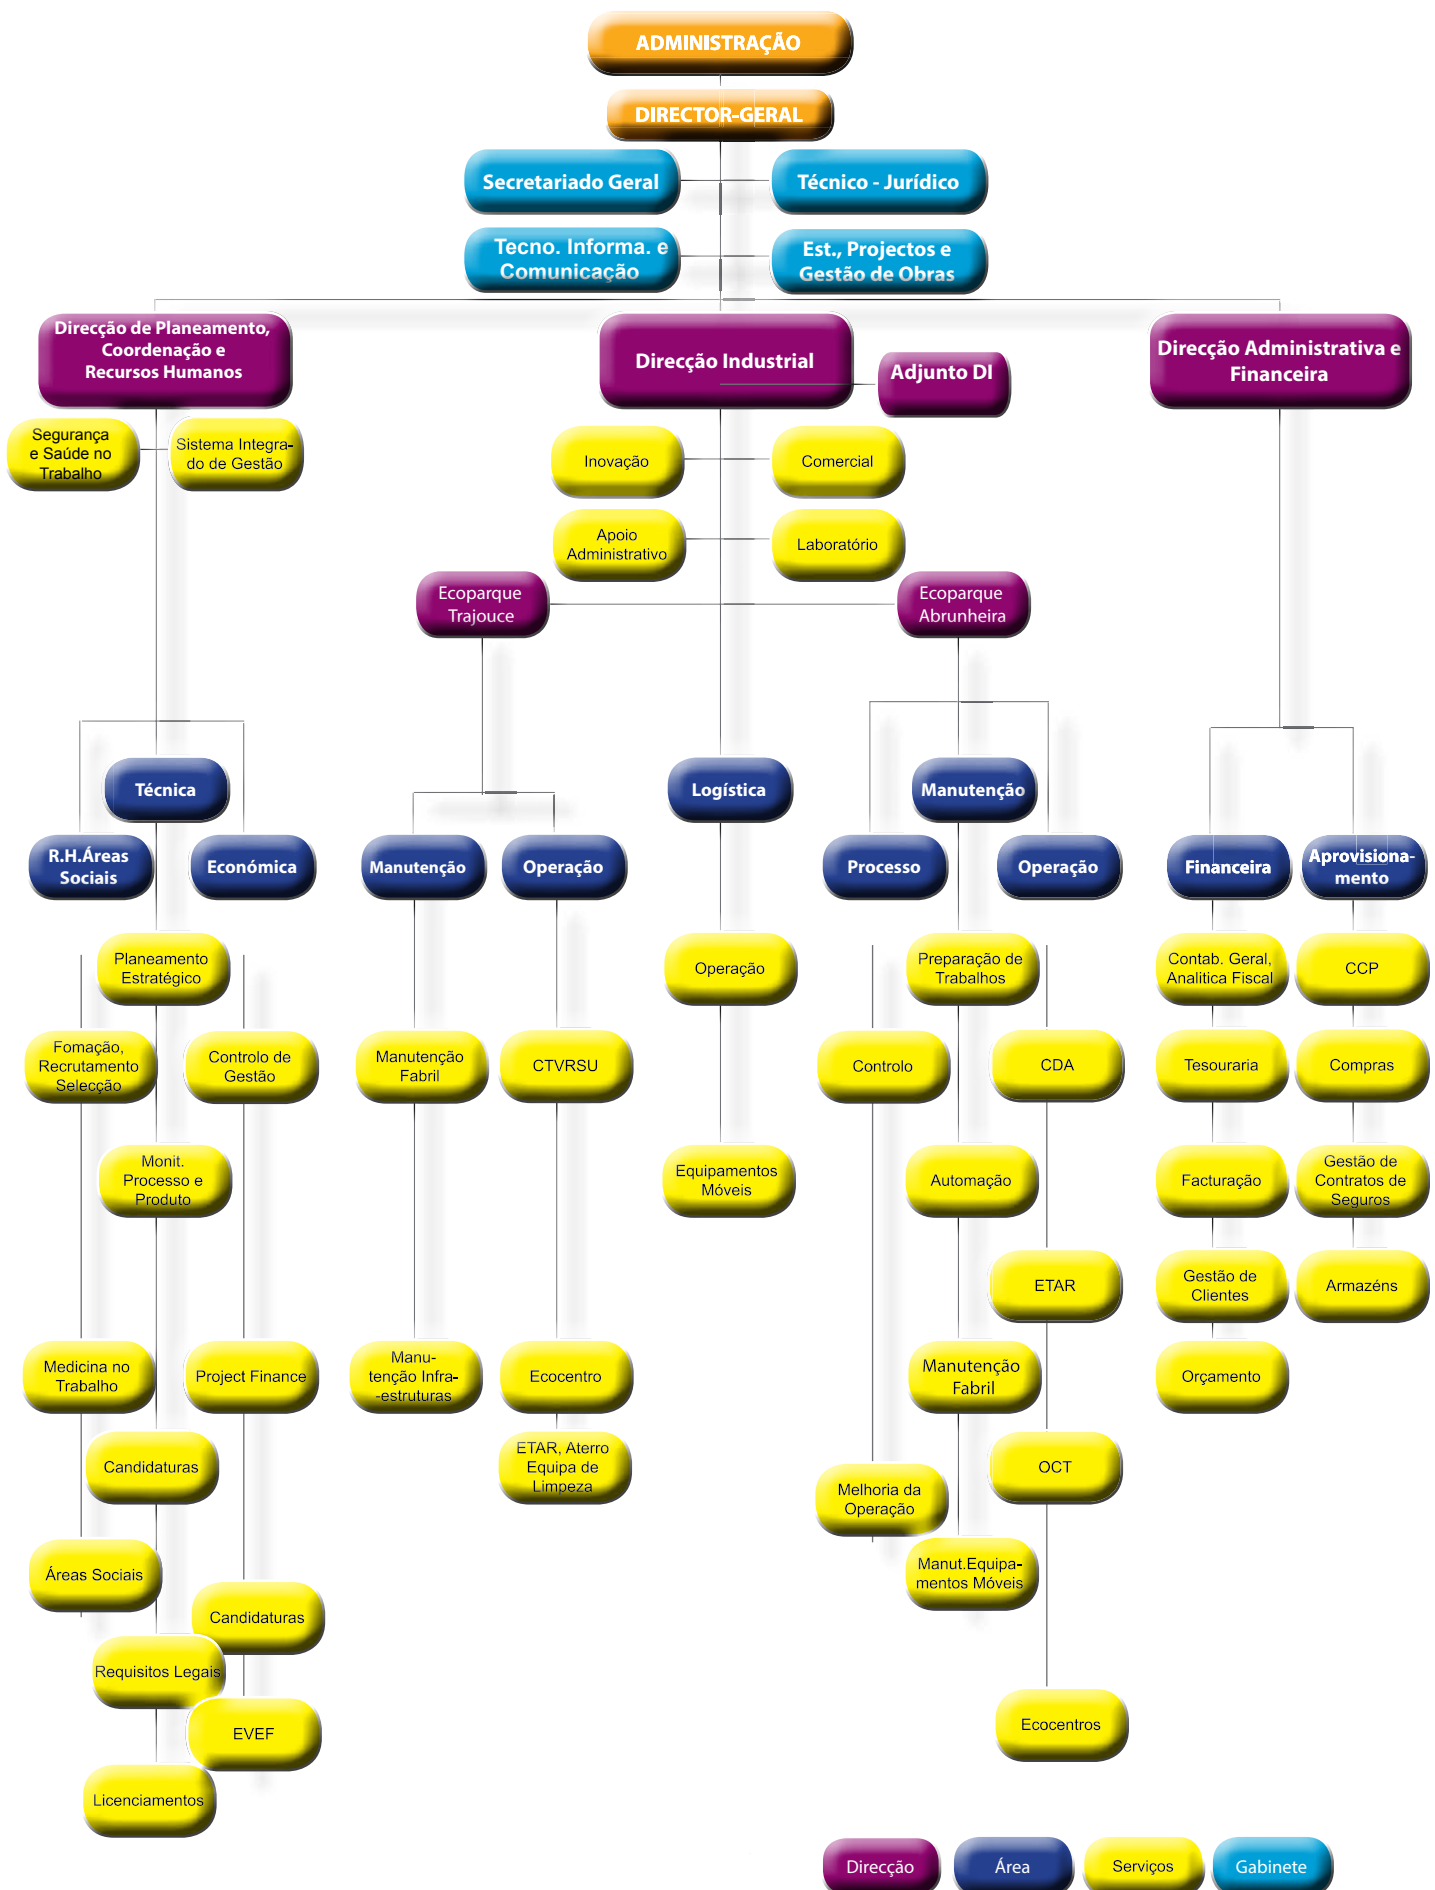 ADMINISTRAÇÃO
DIRECTOR-GERAL
Secretariado Geral
Técnico - Jurídico
Tecno. Informa. e
Comunicação
Est., Projectos e
Gestão de Obras
Direcção de Planeamento,
Coordenação e
Recursos Humanos
Direcção Industrial
Adjunto DI
Direcção Administrativa e
Financeira
Segurança
e Saúde no
Trabalho
Sistema Integra-
do de Gestão
Inovação
Comercial
Apoio
Administrativo
Laboratório
Ecoparque
Trajouce
Ecoparque
Abrunheira
Técnica
Logística
Manutenção
R.H.Áreas
Sociais
Económica
Manutenção
Operação
Processo
Operação
Financeira
Aprovisiona-
mento
Planeamento
Estratégico
Operação
Preparação de
Trabalhos
Contab. Geral,
Analitica Fiscal
CCP
Fomação,
Recrutamento
Selecção
Controlo de
Gestão
Manutenção
Fabril
CTVRSU
Controlo
CDA
Tesouraria
Compras
Monit.
Processo e
Produto
Equipamentos
Móveis
Automação
Facturação
Gestão de
Contratos de
Seguros
ETAR
Gestão de
Clientes
Armazéns
Medicina no
Trabalho
Project Finance
Manu-
tenção Infra-
-estruturas
Ecocentro
Manutenção
Fabril
Orçamento
Candidaturas
ETAR, Aterro
Equipa de
Limpeza
OCT
Melhoria da
Operação
Áreas Sociais
Manut.Equipa-
mentos Móveis
Candidaturas
Requisitos Legais
EVEF
Ecocentros
Licenciamentos
Direcção
Área
Serviços
Gabinete